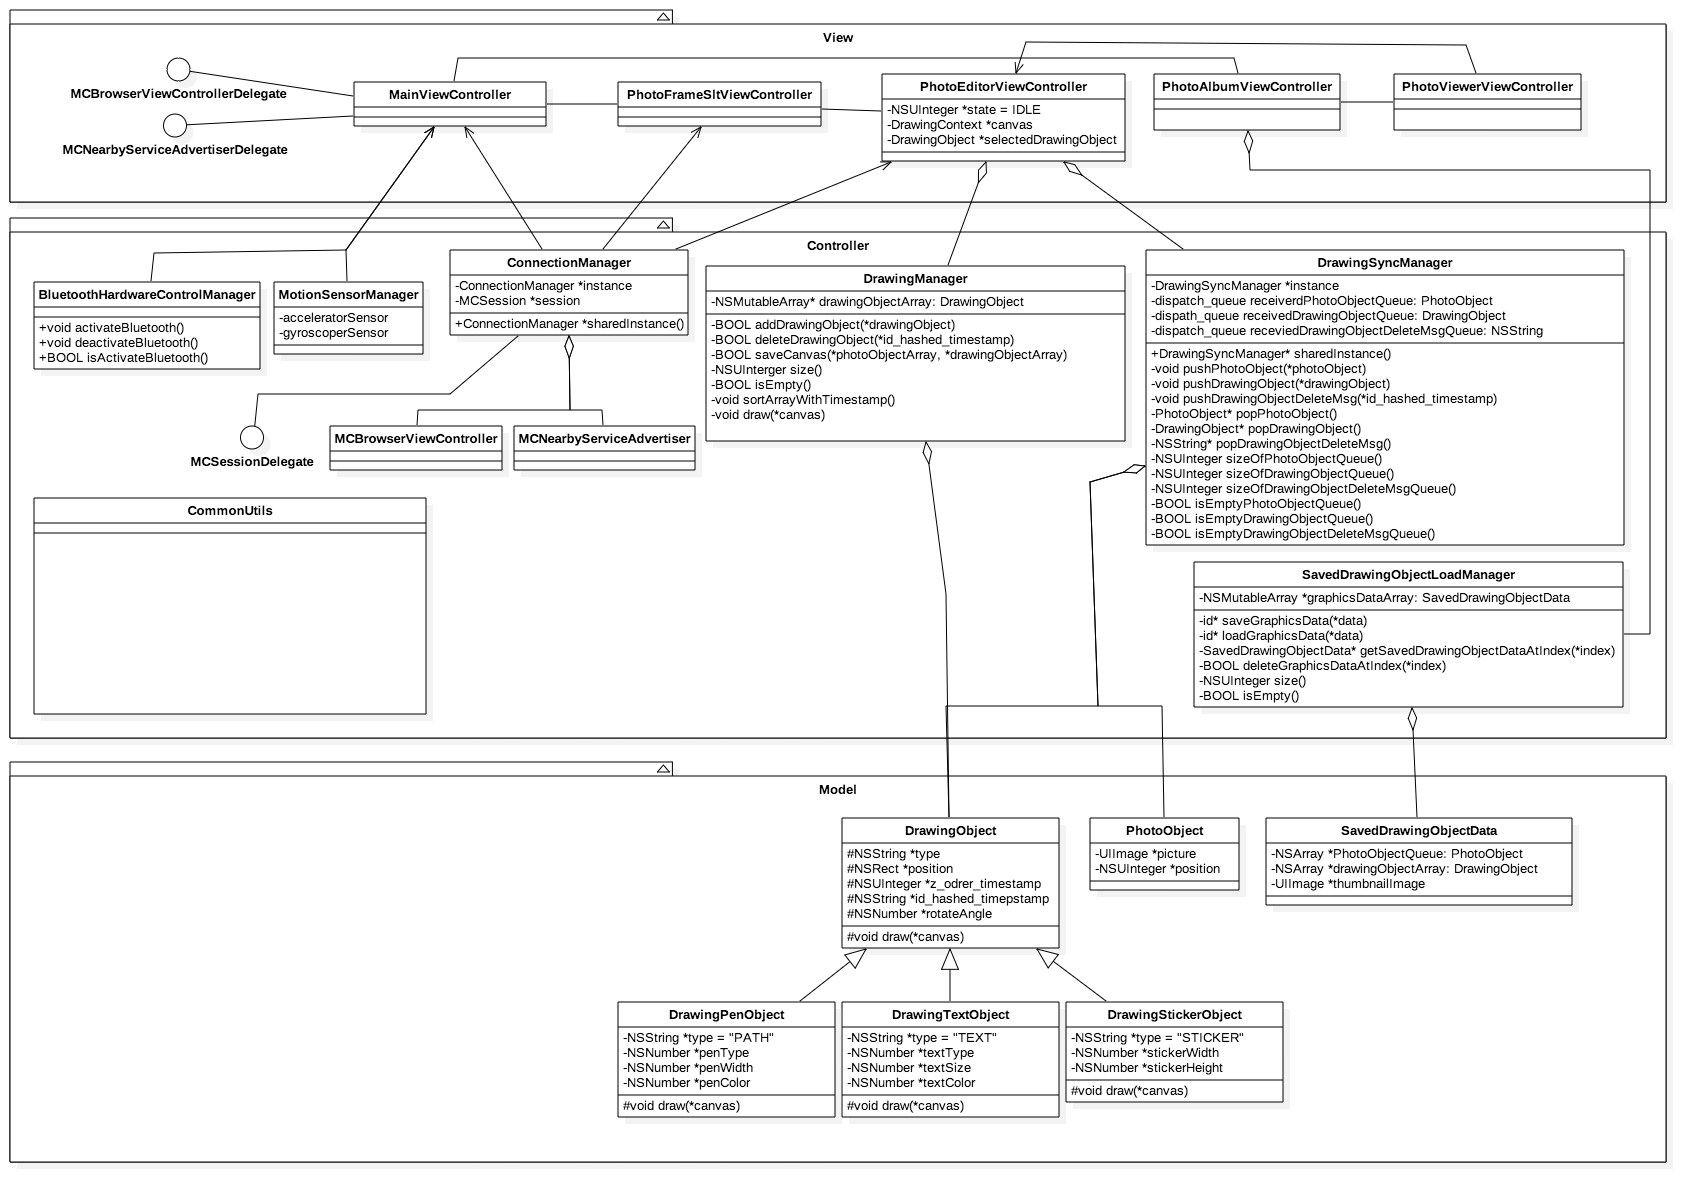 View
MCBrowserViewControllerDelegate
MCNearbyServiceAdvertiserDelegate
MainViewController
PhotoFrameSltViewController
PhotoEditorViewController
-NSUInteger *state = IDLE
-DrawingContext *canvas
-DrawingObject *selectedDrawingObject
PhotoAlbumViewController
PhotoViewerViewController
Controller
BluetoothHardwareControlManager
+void activateBluetooth()
+void deactivateBluetooth()
+BOOL isActivateBluetooth()
MotionSensorManager
-acceleratorSensor
-gyroscoperSensor
ConnectionManager
-ConnectionManager *instance
-MCSession *session
+ConnectionManager *sharedInstance()
DrawingManager
-NSMutableArray* drawingObjectArray: DrawingObject
-BOOL addDrawingObject(*drawingObject)
-BOOL deleteDrawingObject(*id_hashed_timestamp)
-BOOL saveCanvas(*photoObjectArray, *drawingObjectArray)
-NSUInterger size()
-BOOL isEmpty()
-void sortArrayWithTimestamp()
-void draw(*canvas)
DrawingSyncManager
-DrawingSyncManager *instance
-dispatch_queue receiverdPhotoObjectQueue: PhotoObject
-dispath_queue receivedDrawingObjectQueue: DrawingObject
-dispatch_queue receviedDrawingObjectDeleteMsgQueue: NSString
+DrawingSyncManager* sharedInstance()
-void pushPhotoObject(*photoObject)
-void pushDrawingObject(*drawingObject)
-void pushDrawingObjectDeleteMsg(*id_hashed_timestamp)
-PhotoObject* popPhotoObject()
-DrawingObject* popDrawingObject()
-NSString* popDrawingObjectDeleteMsg()
-NSUInteger sizeOfPhotoObjectQueue()
-NSUInteger sizeOfDrawingObjectQueue()
-NSUInteger sizeOfDrawingObjectDeleteMsgQueue()
-BOOL isEmptyPhotoObjectQueue()
-BOOL isEmptyDrawingObjectQueue()
-BOOL isEmptyDrawingObjectDeleteMsgQueue()
MCSessionDelegate
MCBrowserViewController
MCNearbyServiceAdvertiser
CommonUtils
SavedDrawingObjectLoadManager
-NSMutableArray *graphicsDataArray: SavedDrawingObjectData
-id* saveGraphicsData(*data)
-id* loadGraphicsData(*data)
-SavedDrawingObjectData* getSavedDrawingObjectDataAtIndex(*index)
-BOOL deleteGraphicsDataAtIndex(*index)
-NSUInteger size()
-BOOL isEmpty()
Model
DrawingObject
#NSString *type
#NSRect *position
#NSUInteger *z_odrer_timestamp
#NSString *id_hashed_timepstamp
#NSNumber *rotateAngle
#void draw(*canvas)
PhotoObject
-UIImage *picture
-NSUInteger *position
SavedDrawingObjectData
-NSArray *PhotoObjectQueue: PhotoObject
-NSArray *drawingObjectArray: DrawingObject
-UIImage *thumbnailImage
DrawingPenObject
-NSString *type = "PATH"
-NSNumber *penType
-NSNumber *penWidth
-NSNumber *penColor
#void draw(*canvas)
DrawingTextObject
-NSString *type = "TEXT"
-NSNumber *textType
-NSNumber *textSize
-NSNumber *textColor
#void draw(*canvas)
DrawingStickerObject
-NSString *type = "STICKER"
-NSNumber *stickerWidth
-NSNumber *stickerHeight
#void draw(*canvas)